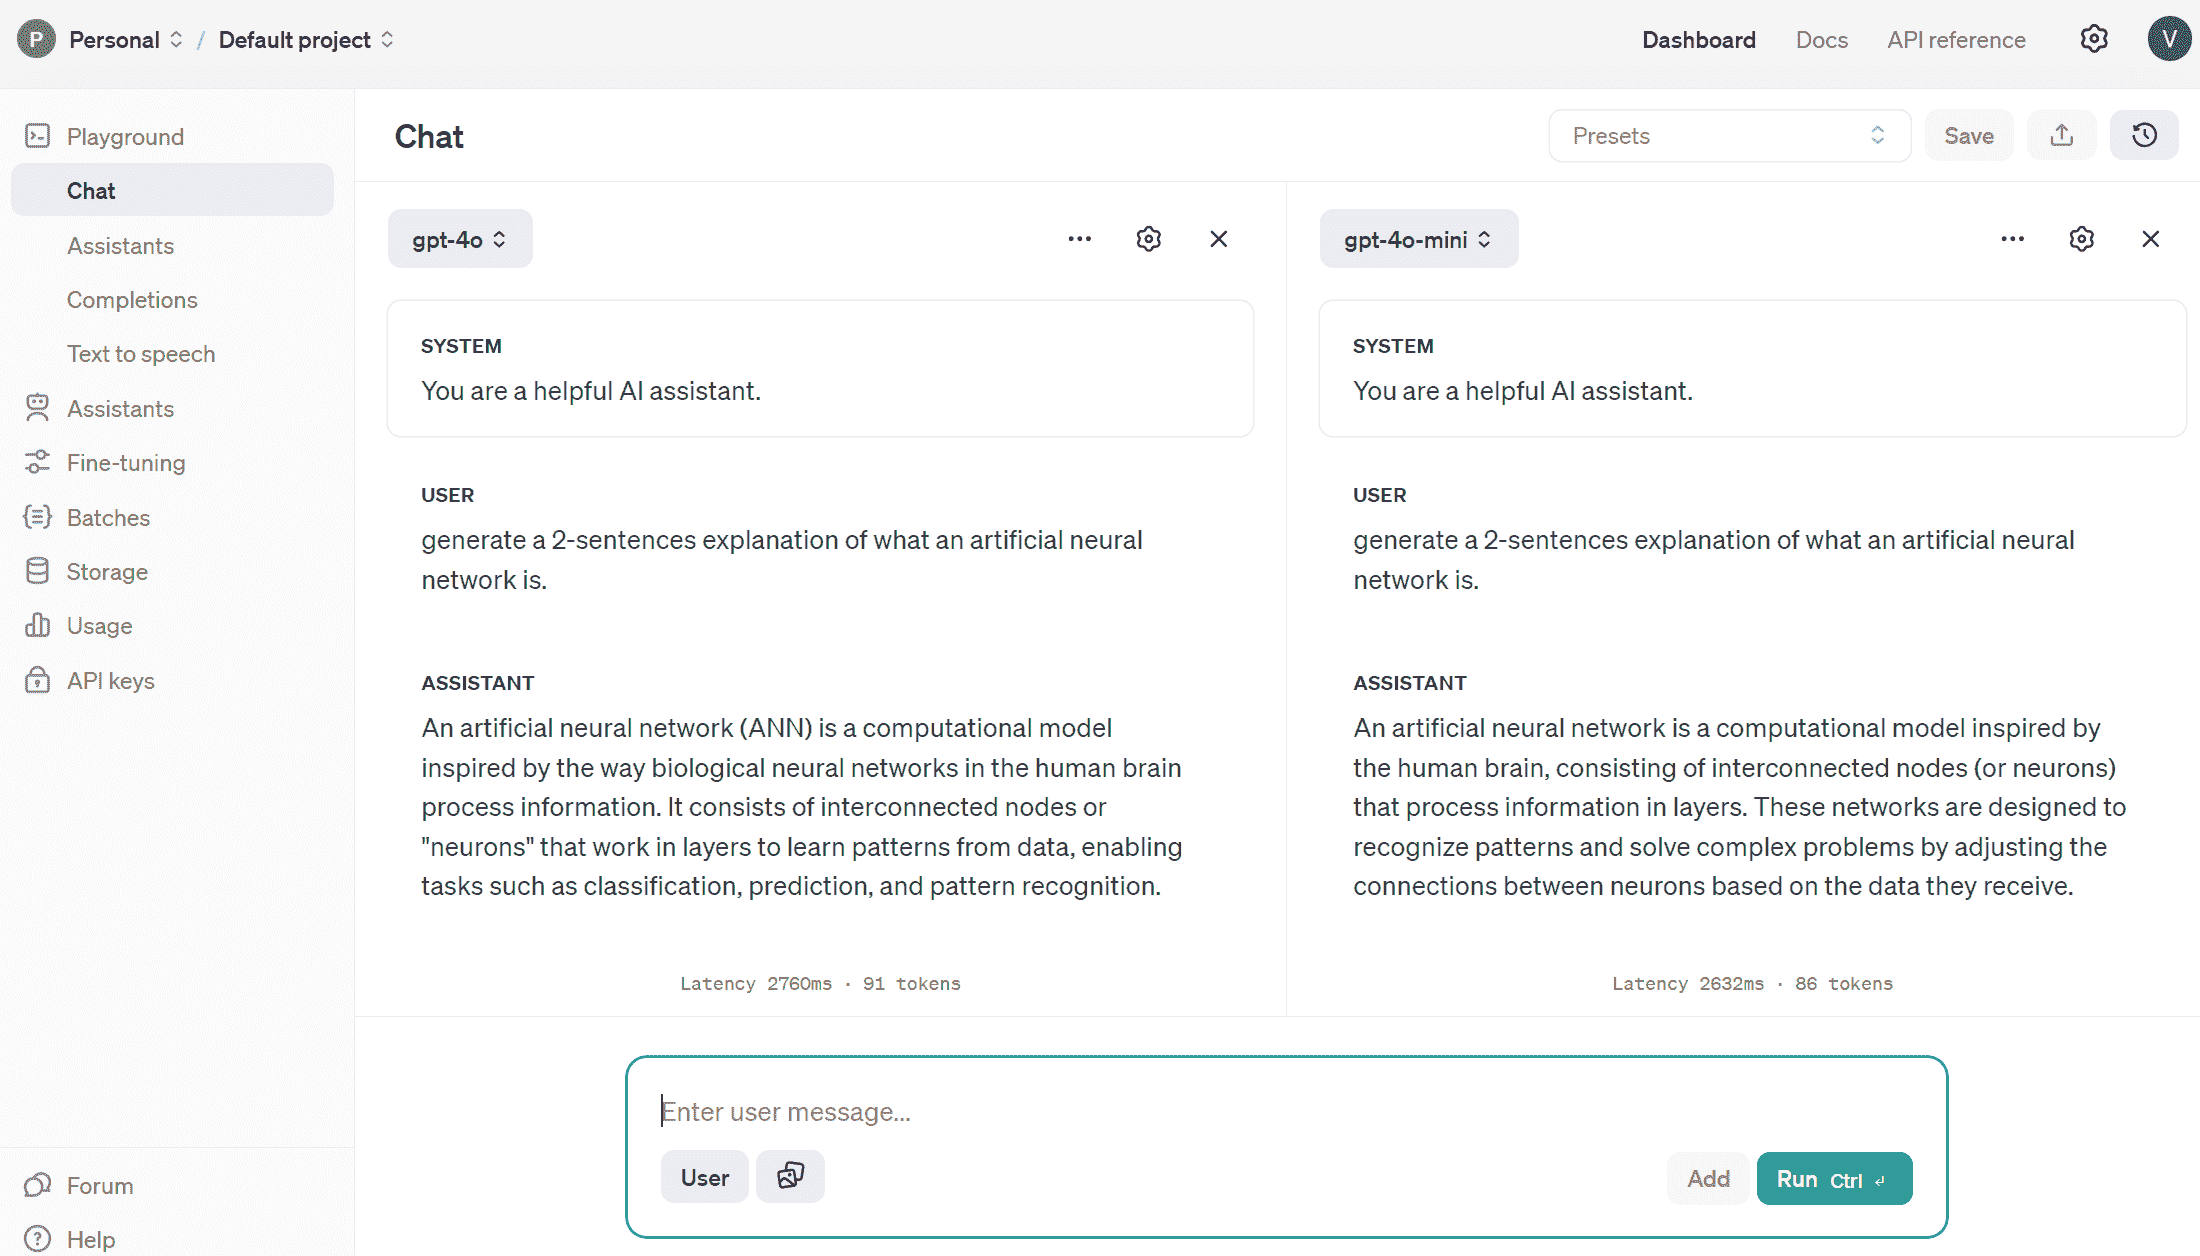 P Personal / Default project
Dashboard Docs API reference V
Playground
Chat
Assistants
Completions
Text to speech
Assistants
Fine-tuning
Batches
Storage
Usage
API keys
Forum
Help
Chat
Presets Save
gpt-4o
SYSTEM
You are a helpful AI assistant.
USER
generate a 2-sentences explanation of what an artificial neural
network is.
ASSISTANT
An artificial neural network (ANN) is a computational model
inspired by the way biological neural networks in the human brain
process information. It consists of interconnected nodes or
"neurons" that work in layers to learn patterns from data, enabling
tasks such as classification, prediction, and pattern recognition.
Latency 2760ms · 91 tokens
gpt-4o-mini
SYSTEM
You are a helpful AI assistant.
USER
generate a 2-sentences explanation of what an artificial neural
network is.
ASSISTANT
An artificial neural network is a computational model inspired by
the human brain, consisting of interconnected nodes (or neurons)
that process information in layers. These networks are designed to
recognize patterns and solve complex problems by adjusting the
connections between neurons based on the data they receive.
Latency 2632ms · 86 tokens
Enter user message...
User Add Run Ctrl ↵